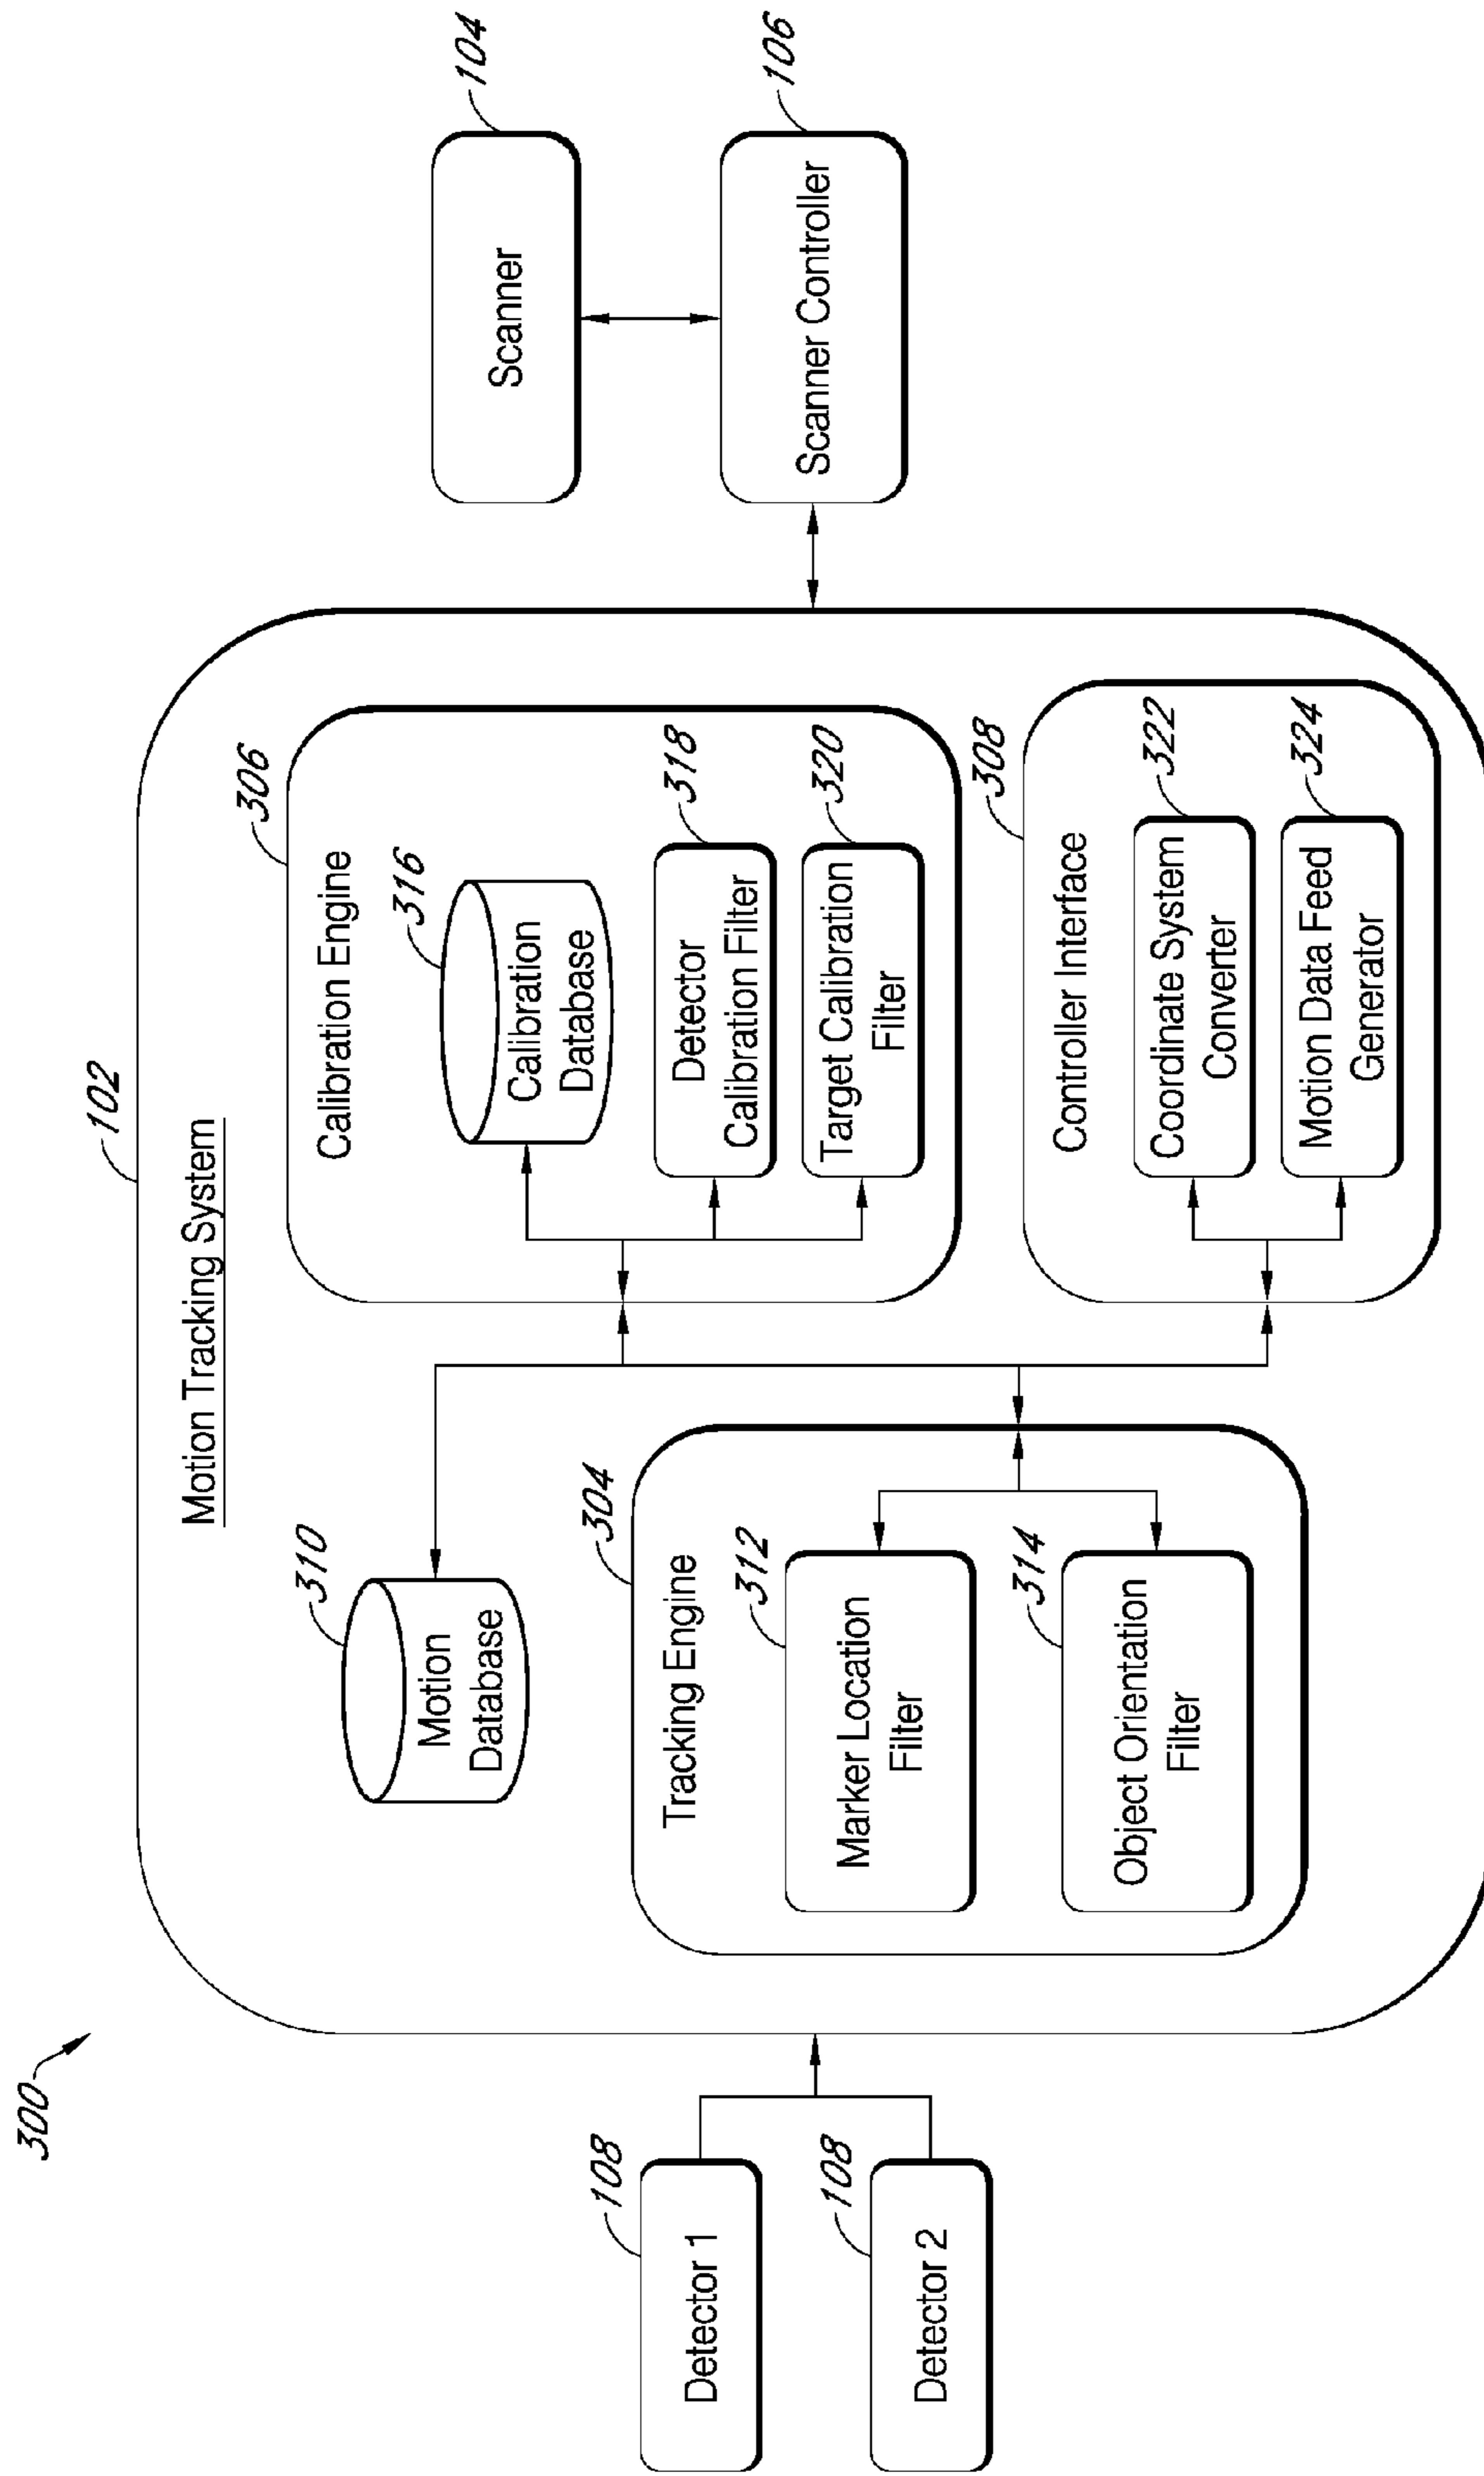 300
102
Motion Tracking System
310
Motion
Database
306
Calibration Engine
316
Calibration
Database
318
Detector
Calibration Filter
320
Target Calibration
Filter
104
Scanner
106
Scanner Controller
108
Detector 1
108
Detector 2
304
Tracking Engine
312
Marker Location
Filter
314
Object Orientation
Filter
308
Controller Interface
322
Coordinate System
Converter
324
Motion Data Feed
Generator